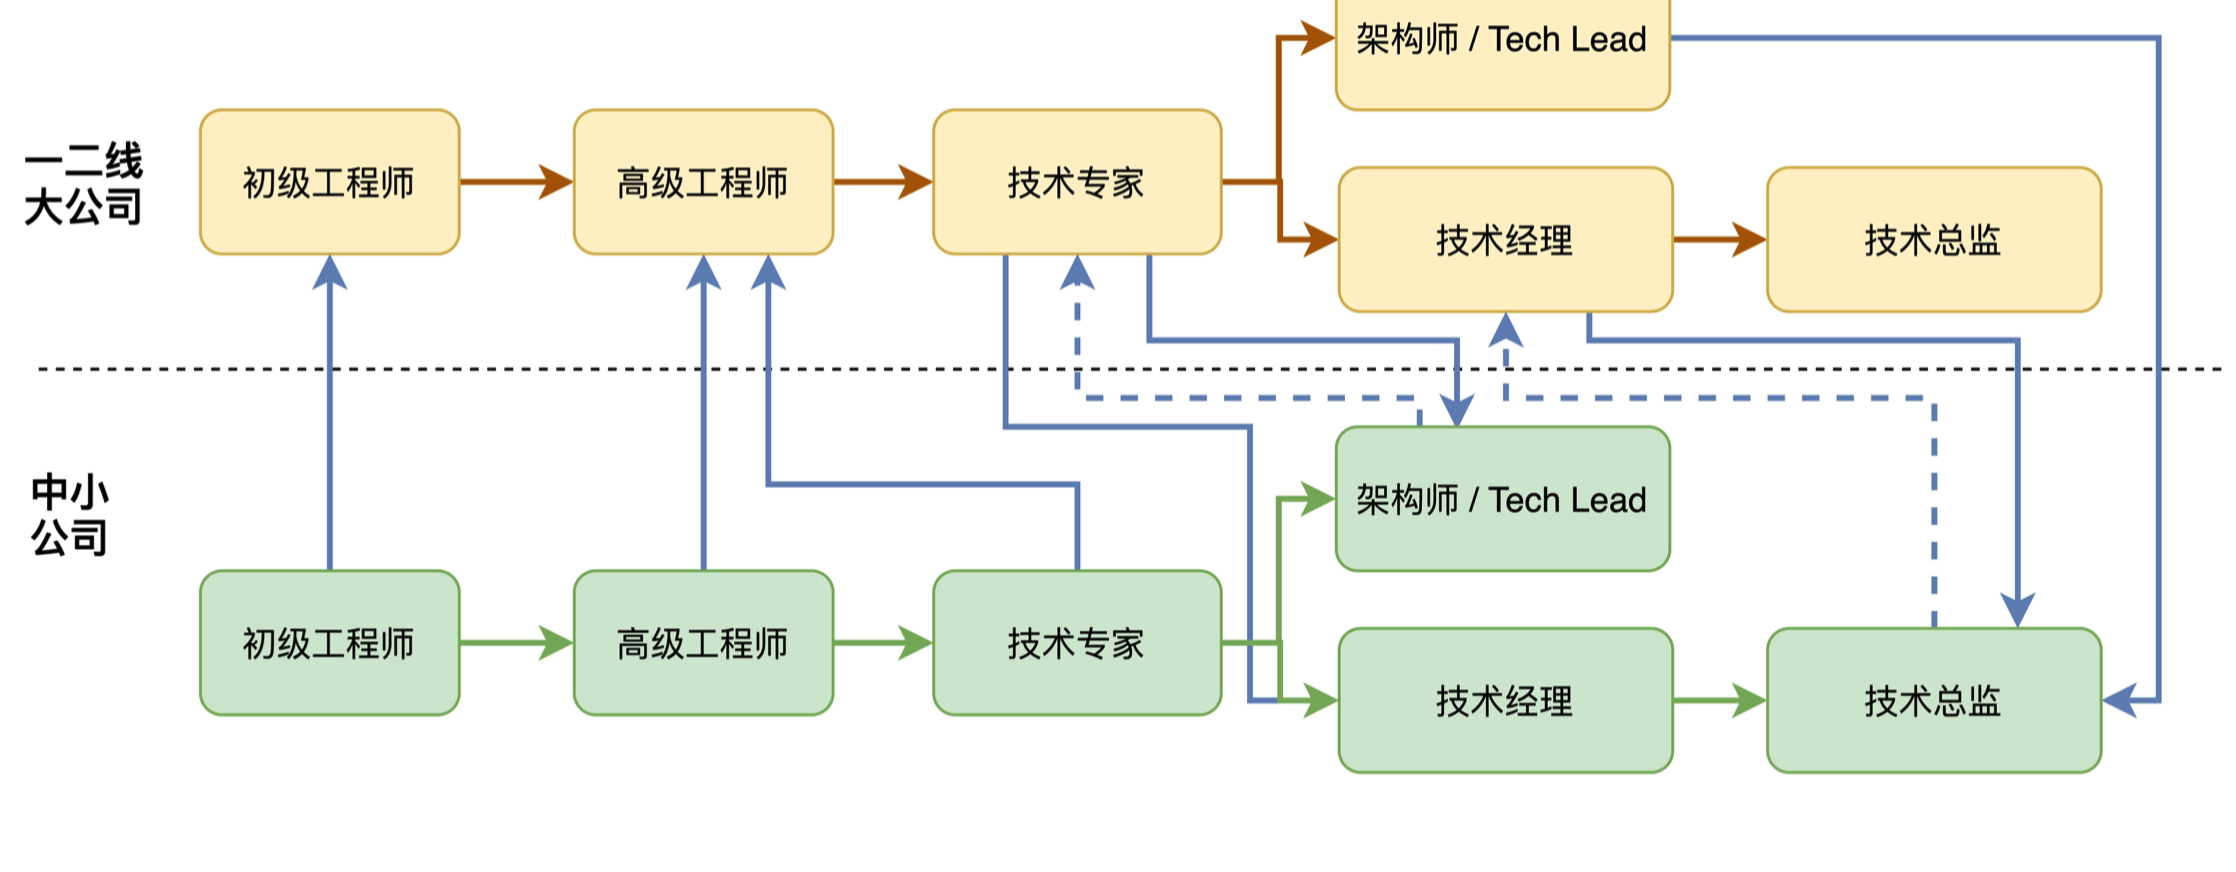 架构师 / Tech Lead
一二线
大公司
初级工程师
高级工程师
技术专家
技术经理
技术总监
中小
公司
架构师 / Tech Lead
初级工程师
高级工程师
技术专家
技术经理
技术总监